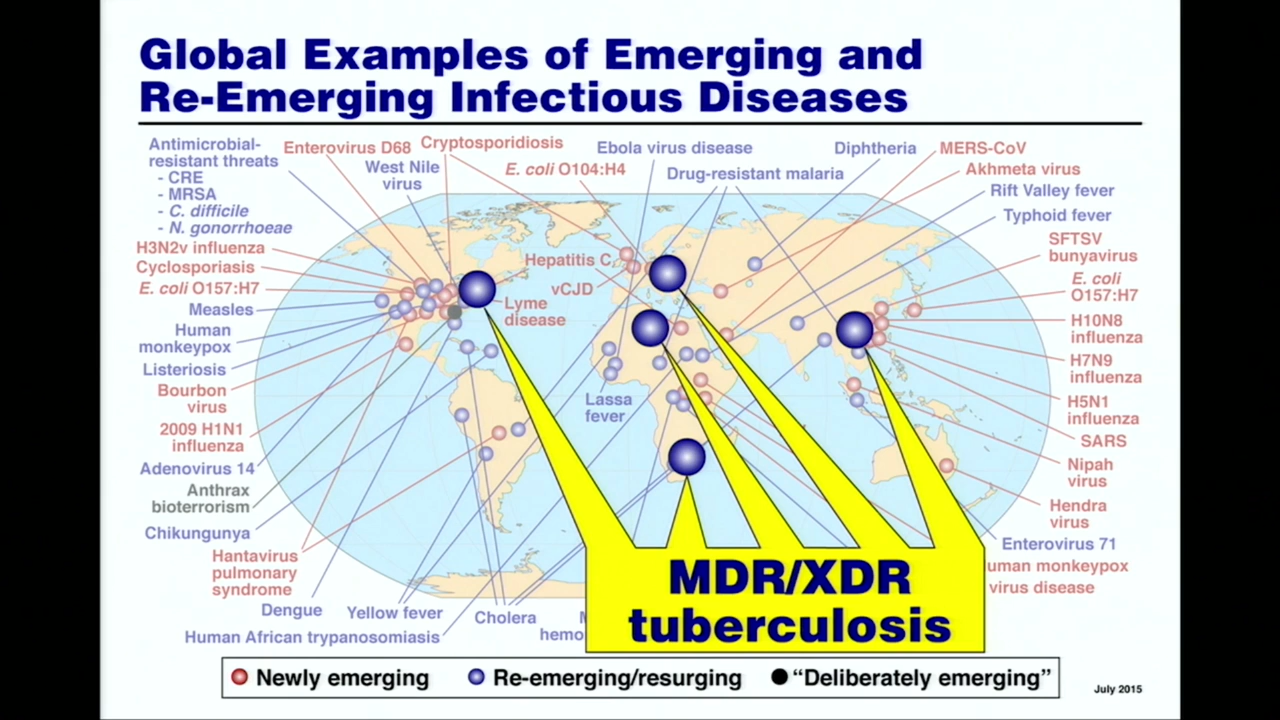 Global Examples of Emerging and
Re-Emerging Infectious Diseases
Antimicrobial-
resistant threats
- CRE
- MRSA
- C. difficile
- N. gonorrhoeae
Enterovirus D68
Cryptosporidiosis
West Nile
virus
E. coli O104:H4
Ebola virus disease
Drug-resistant malaria
Diphtheria
MERS-CoV
Akhmeta virus
Rift Valley fever
Typhoid fever
SFTSV
bunyavirus
E. coli
O157:H7
H10N8
influenza
H7N9
influenza
H5N1
influenza
SARS
Nipah
virus
Hendra
virus
Enterovirus 71
uman monkeypox
virus disease
H3N2v influenza
Cyclosporiasis
E. coli O157:H7
Measles
Human
monkeypox
Listeriosis
Bourbon
virus
2009 H1N1
influenza
Adenovirus 14
Anthrax
bioterrorism
Chikungunya
Hantavirus
pulmonary
syndrome
Dengue
Yellow fever
Cholera
Human African trypanosomiasis
M
hemo
Hepatitis C
vCJD
Lyme
disease
Lassa
fever
MDR/XDR
tuberculosis
Newly emerging
Re-emerging/resurging
“Deliberately emerging”
July 2015